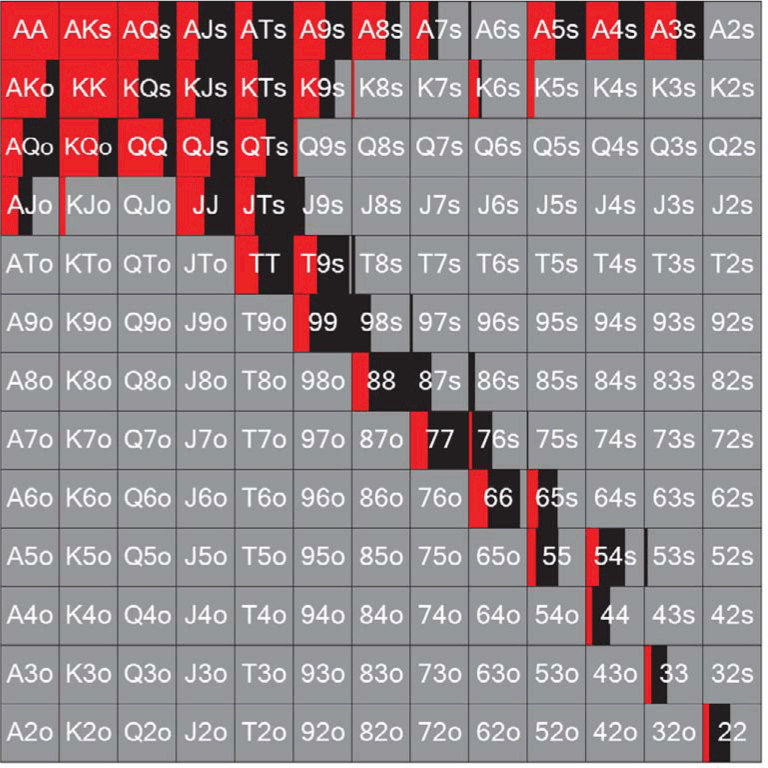 AA AKs AQs AJs ATs A9s A8s A7s A6s A5s A4s A3s A2s
AKo KK KQs KJs KTs K9s K8s K7s K6s K5s K4s K3s K2s
AQo KQo QQ QJs QTs Q9s Q8s Q7s Q6s Q5s Q4s Q3s Q2s
AJo KJo QJo JJ JTs J9s J8s J7s J6s J5s J4s J3s J2s
ATo KTo QTo JTo TT T9s T8s T7s T6s T5s T4s T3s T2s
A9o K9o Q9o J9o T9o 99 98s 97s 96s 95s 94s 93s 92s
A8o K8o Q8o J8o T8o 98o 88 87s 86s 85s 84s 83s 82s
A7o K7o Q7o J7o T7o 97o 87o 77 76s 75s 74s 73s 72s
A6o K6o Q6o J6o T6o 96o 86o 76o 66 65s 64s 63s 62s
A5o K5o Q5o J5o T5o 95o 85o 75o 65o 55 54s 53s 52s
A4o K4o Q4o J4o T4o 94o 84o 74o 64o 54o 44 43s 42s
A3o K3o Q3o J3o T3o 93o 83o 73o 63o 53o 43o 33 32s
A2o K2o Q2o J2o T2o 92o 82o 72o 62o 52o 42o 32o 22